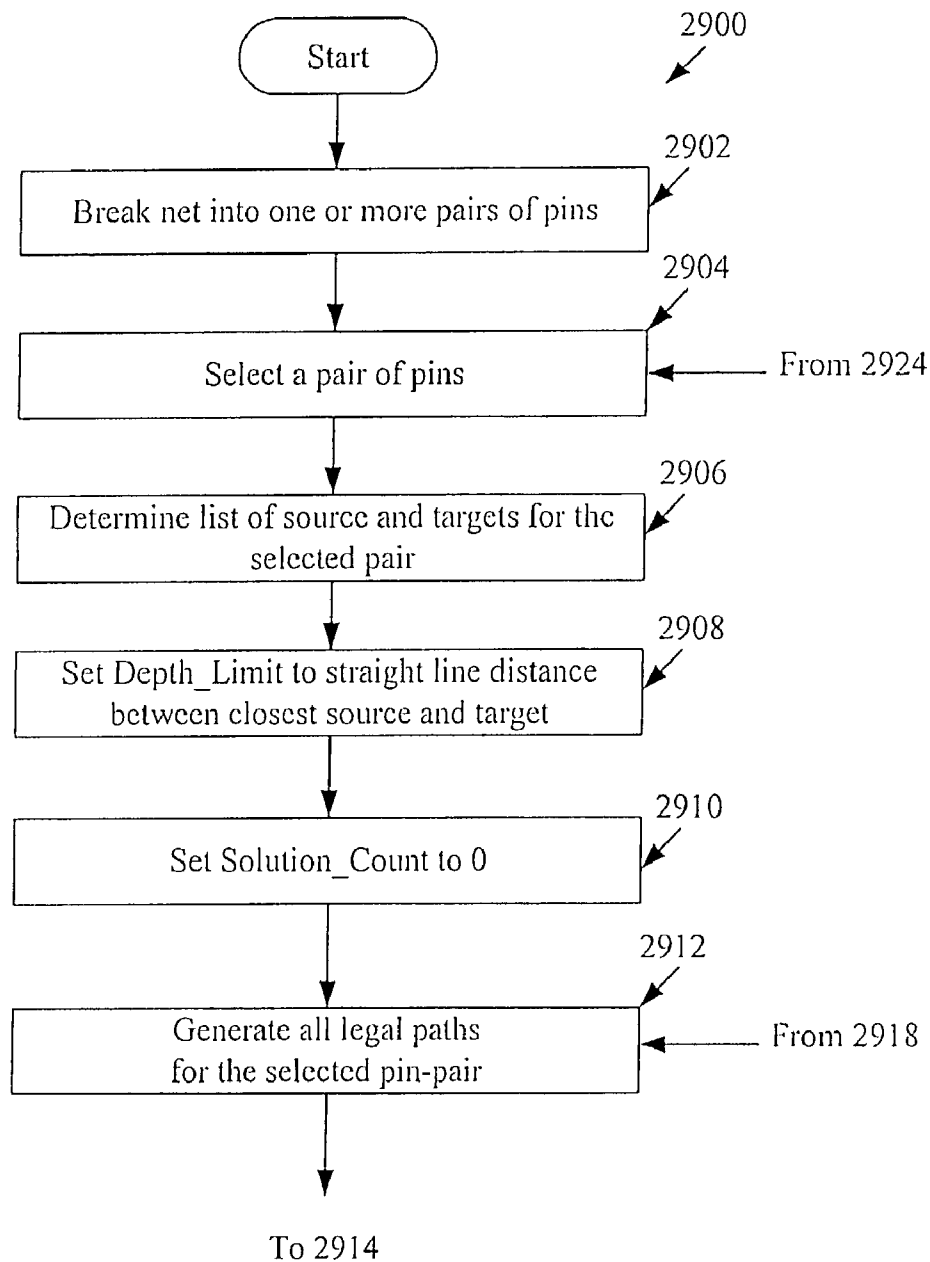 2900
Start
2902
Break net into one or more pairs of pins
2904
Select a pair of pins
From 2924
2906
Determine list of source and targets for the
selected pair
2908
Set Depth_Limit to straight line distance
between closest source and target
2910
Set Solution_Count to 0
2912
Generate all legal paths
for the selected pin-pair
From 2918
To 2914